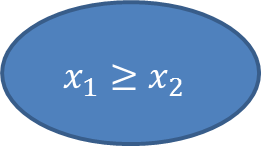 x₁ ≥ x₂